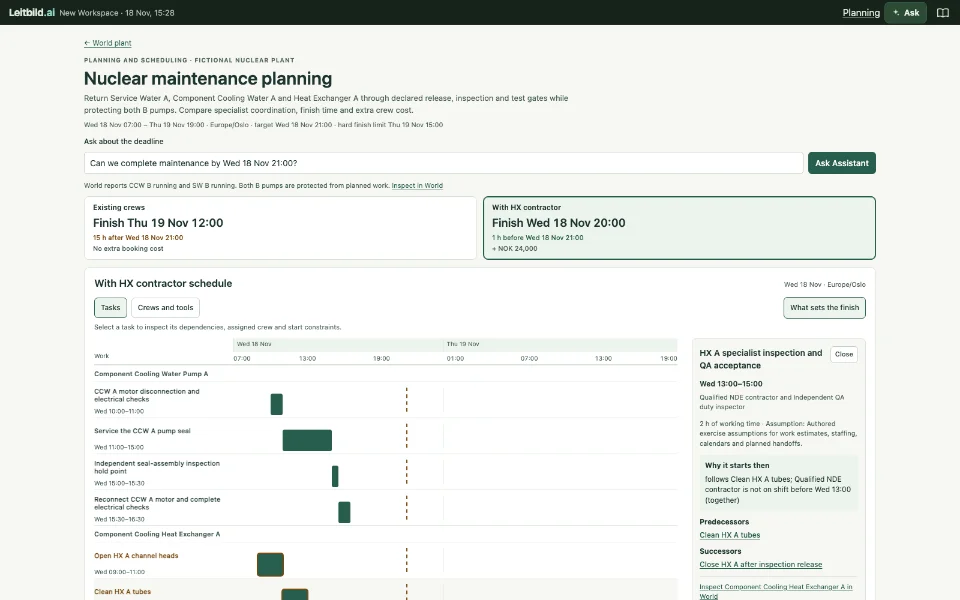 Leitbild.ai New Workspace · 18 Nov, 15:28
Planning
Ask
← World plant
PLANNING AND SCHEDULING · FICTIONAL NUCLEAR PLANT
Nuclear maintenance planning
Return Service Water A, Component Cooling Water A and Heat Exchanger A through declared release, inspection and test gates while
protecting both B pumps. Compare specialist coordination, finish time and extra crew cost.
Wed 18 Nov 07:00 – Thu 19 Nov 19:00 · Europe/Oslo · target Wed 18 Nov 21:00 · hard finish limit Thu 19 Nov 15:00
Ask about the deadline
Can we complete maintenance by Wed 18 Nov 21:00?
Ask Assistant
World reports CCW B running and SW B running. Both B pumps are protected from planned work. Inspect in World
Existing crews
Finish Thu 19 Nov 12:00
15 h after Wed 18 Nov 21:00
No extra booking cost
With HX contractor
Finish Wed 18 Nov 20:00
1 h before Wed 18 Nov 21:00
+ NOK 24,000
With HX contractor schedule
Wed 18 Nov · Europe/Oslo
Tasks
Crews and tools
What sets the finish
Select a task to inspect its dependencies, assigned crew and start constraints.
Work
Wed 18 Nov
Thu 19 Nov
07:00
13:00
19:00
01:00
07:00
13:00
19:00
Component Cooling Water Pump A
CCW A motor disconnection and
electrical checks
Wed 10:00–11:00
Service the CCW A pump seal
Wed 11:00–15:00
Independent seal-assembly inspection
hold point
Wed 15:00–15:30
Reconnect CCW A motor and complete
electrical checks
Wed 15:30–16:30
Component Cooling Heat Exchanger A
Open HX A channel heads
Wed 09:00–11:00
Clean HX A tubes
HX A specialist inspection and
QA acceptance
Close
Wed 13:00–15:00
Qualified NDE contractor and Independent QA
duty inspector
2 h of working time · Assumption: Authored
exercise assumptions for work estimates, staffing,
calendars and planned handoffs.
Why it starts then
follows Clean HX A tubes; Qualified NDE
contractor is not on shift before Wed 13:00
(together)
Predecessors
Clean HX A tubes
Successors
Close HX A after inspection release
Inspect Component Cooling Heat Exchanger A in
World